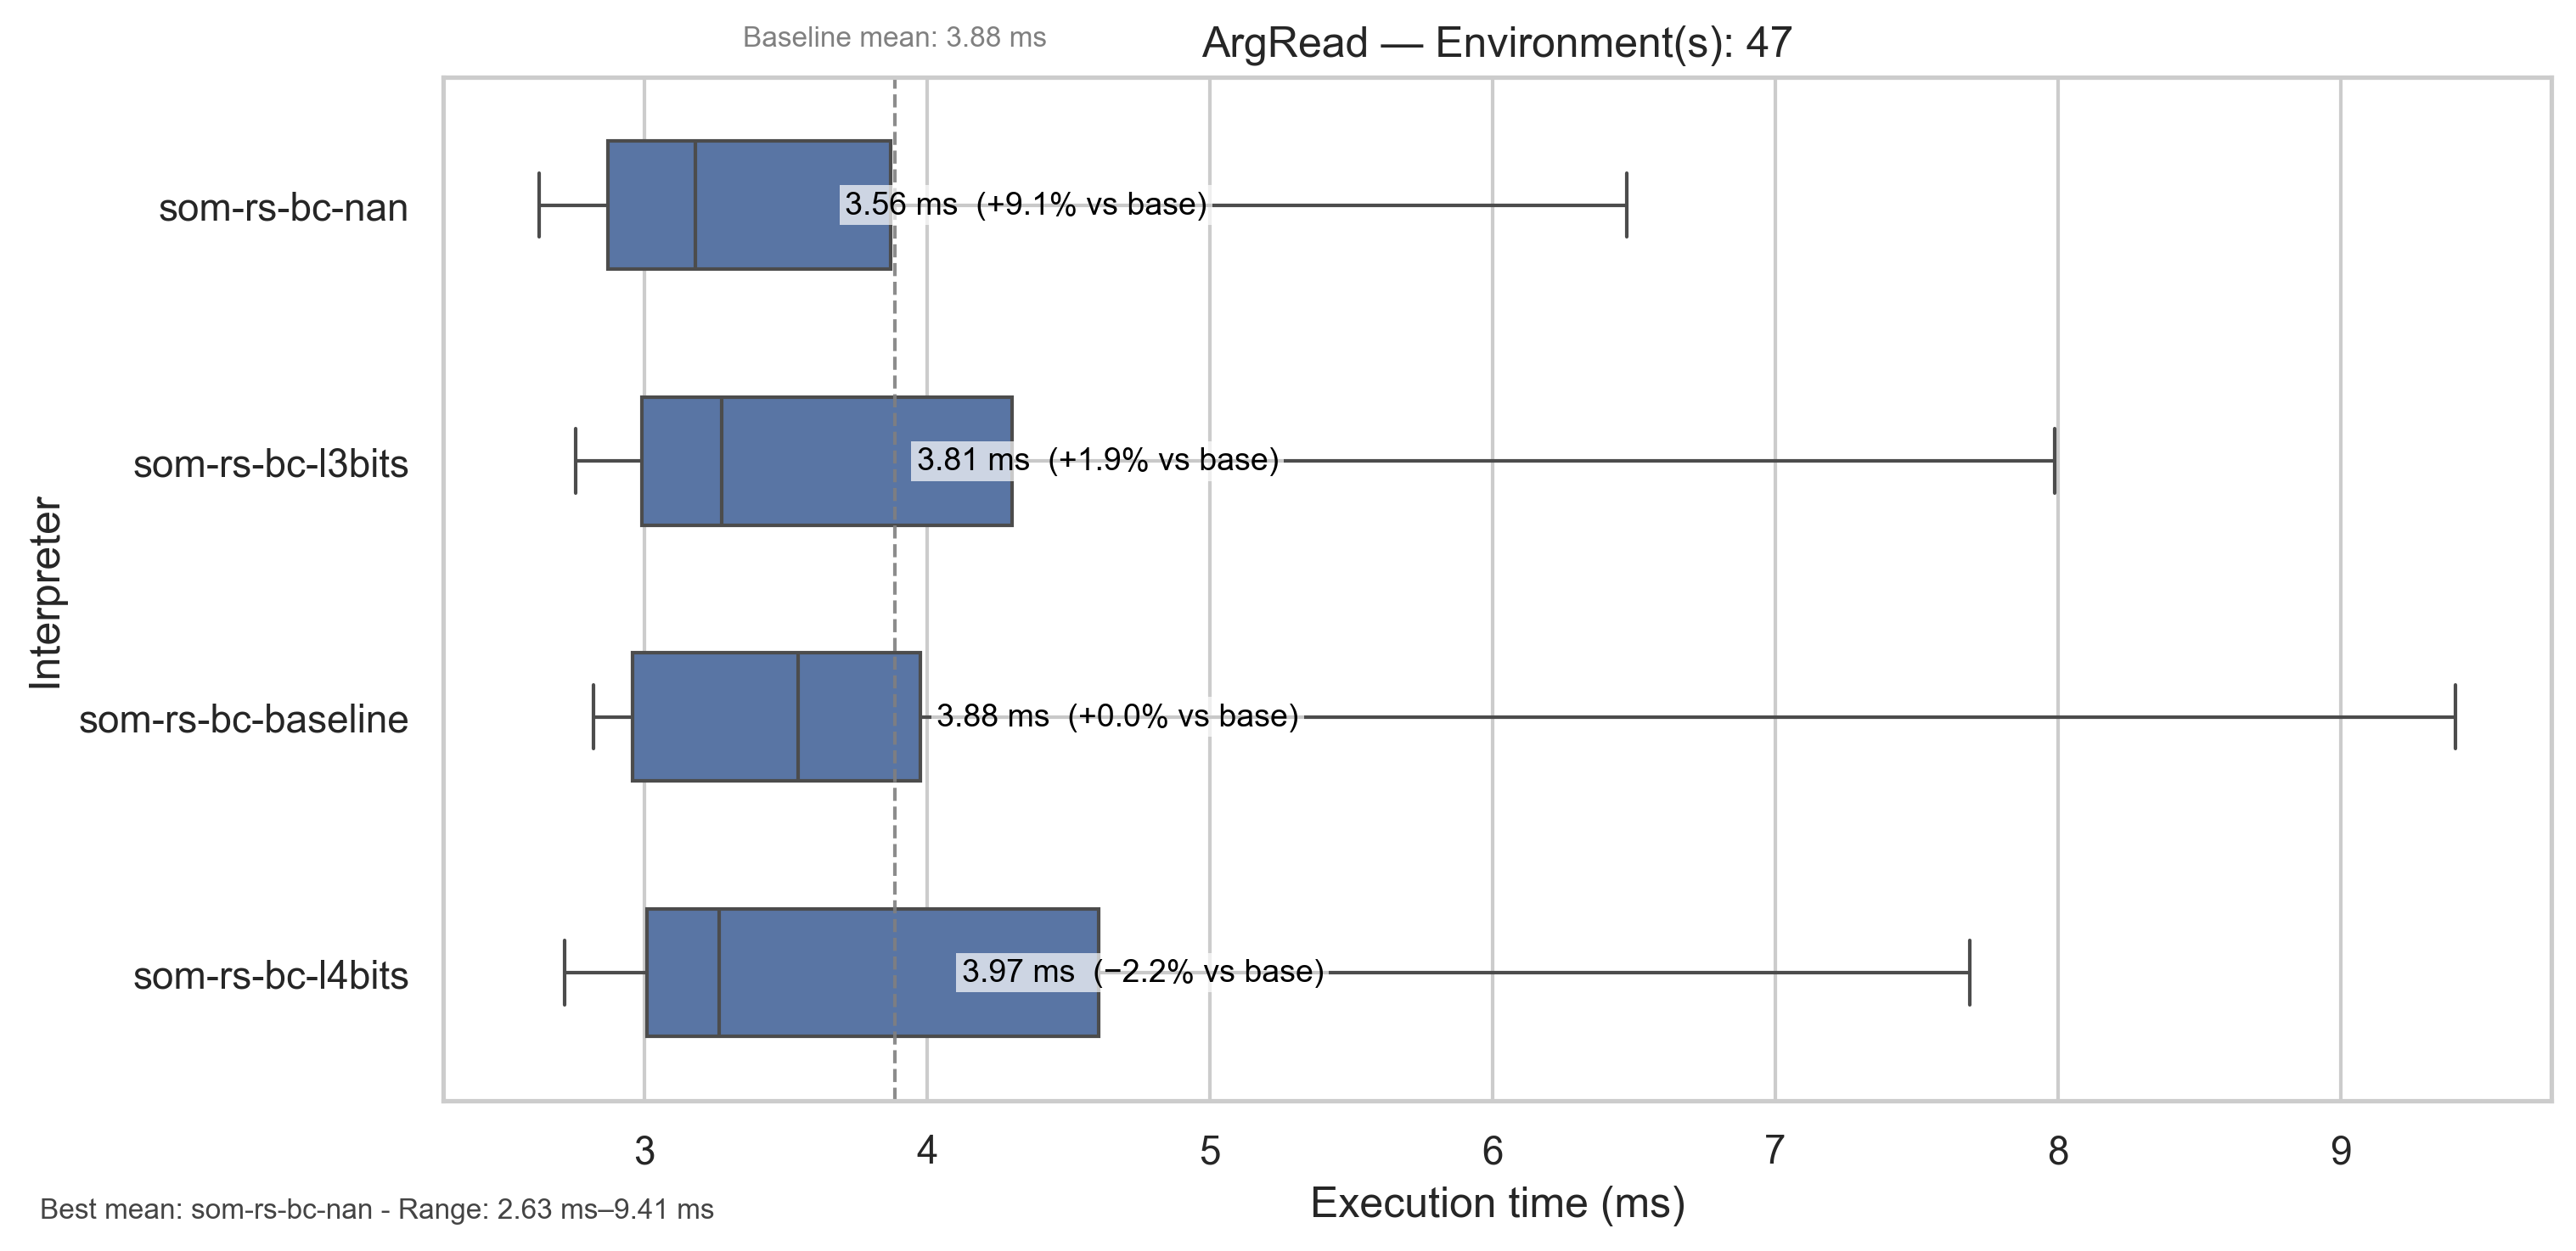 Baseline mean: 3.88 ms
ArgRead — Environment(s): 47
Interpreter
som-rs-bc-nan
3.56 ms (+9.1% vs base)
som-rs-bc-l3bits
3.81 ms (+1.9% vs base)
som-rs-bc-baseline
3.88 ms (+0.0% vs base)
som-rs-bc-l4bits
3.97 ms (−2.2% vs base)
3 4 5 6 7 8 9
Execution time (ms)
Best mean: som-rs-bc-nan - Range: 2.63 ms–9.41 ms